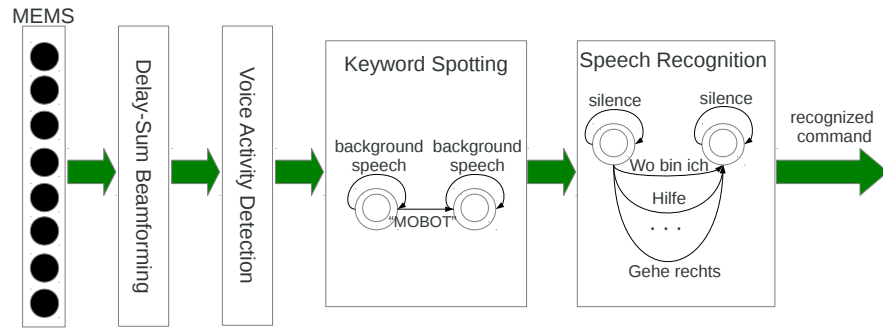 MEMS
Delay-Sum Beamforming
Voice Activity Detection
Keyword Spotting
background
speech
background
speech
“MOBOT”
Speech Recognition
silence
silence
Wo bin ich
Hilfe
. . .
Gehe rechts
recognized
command